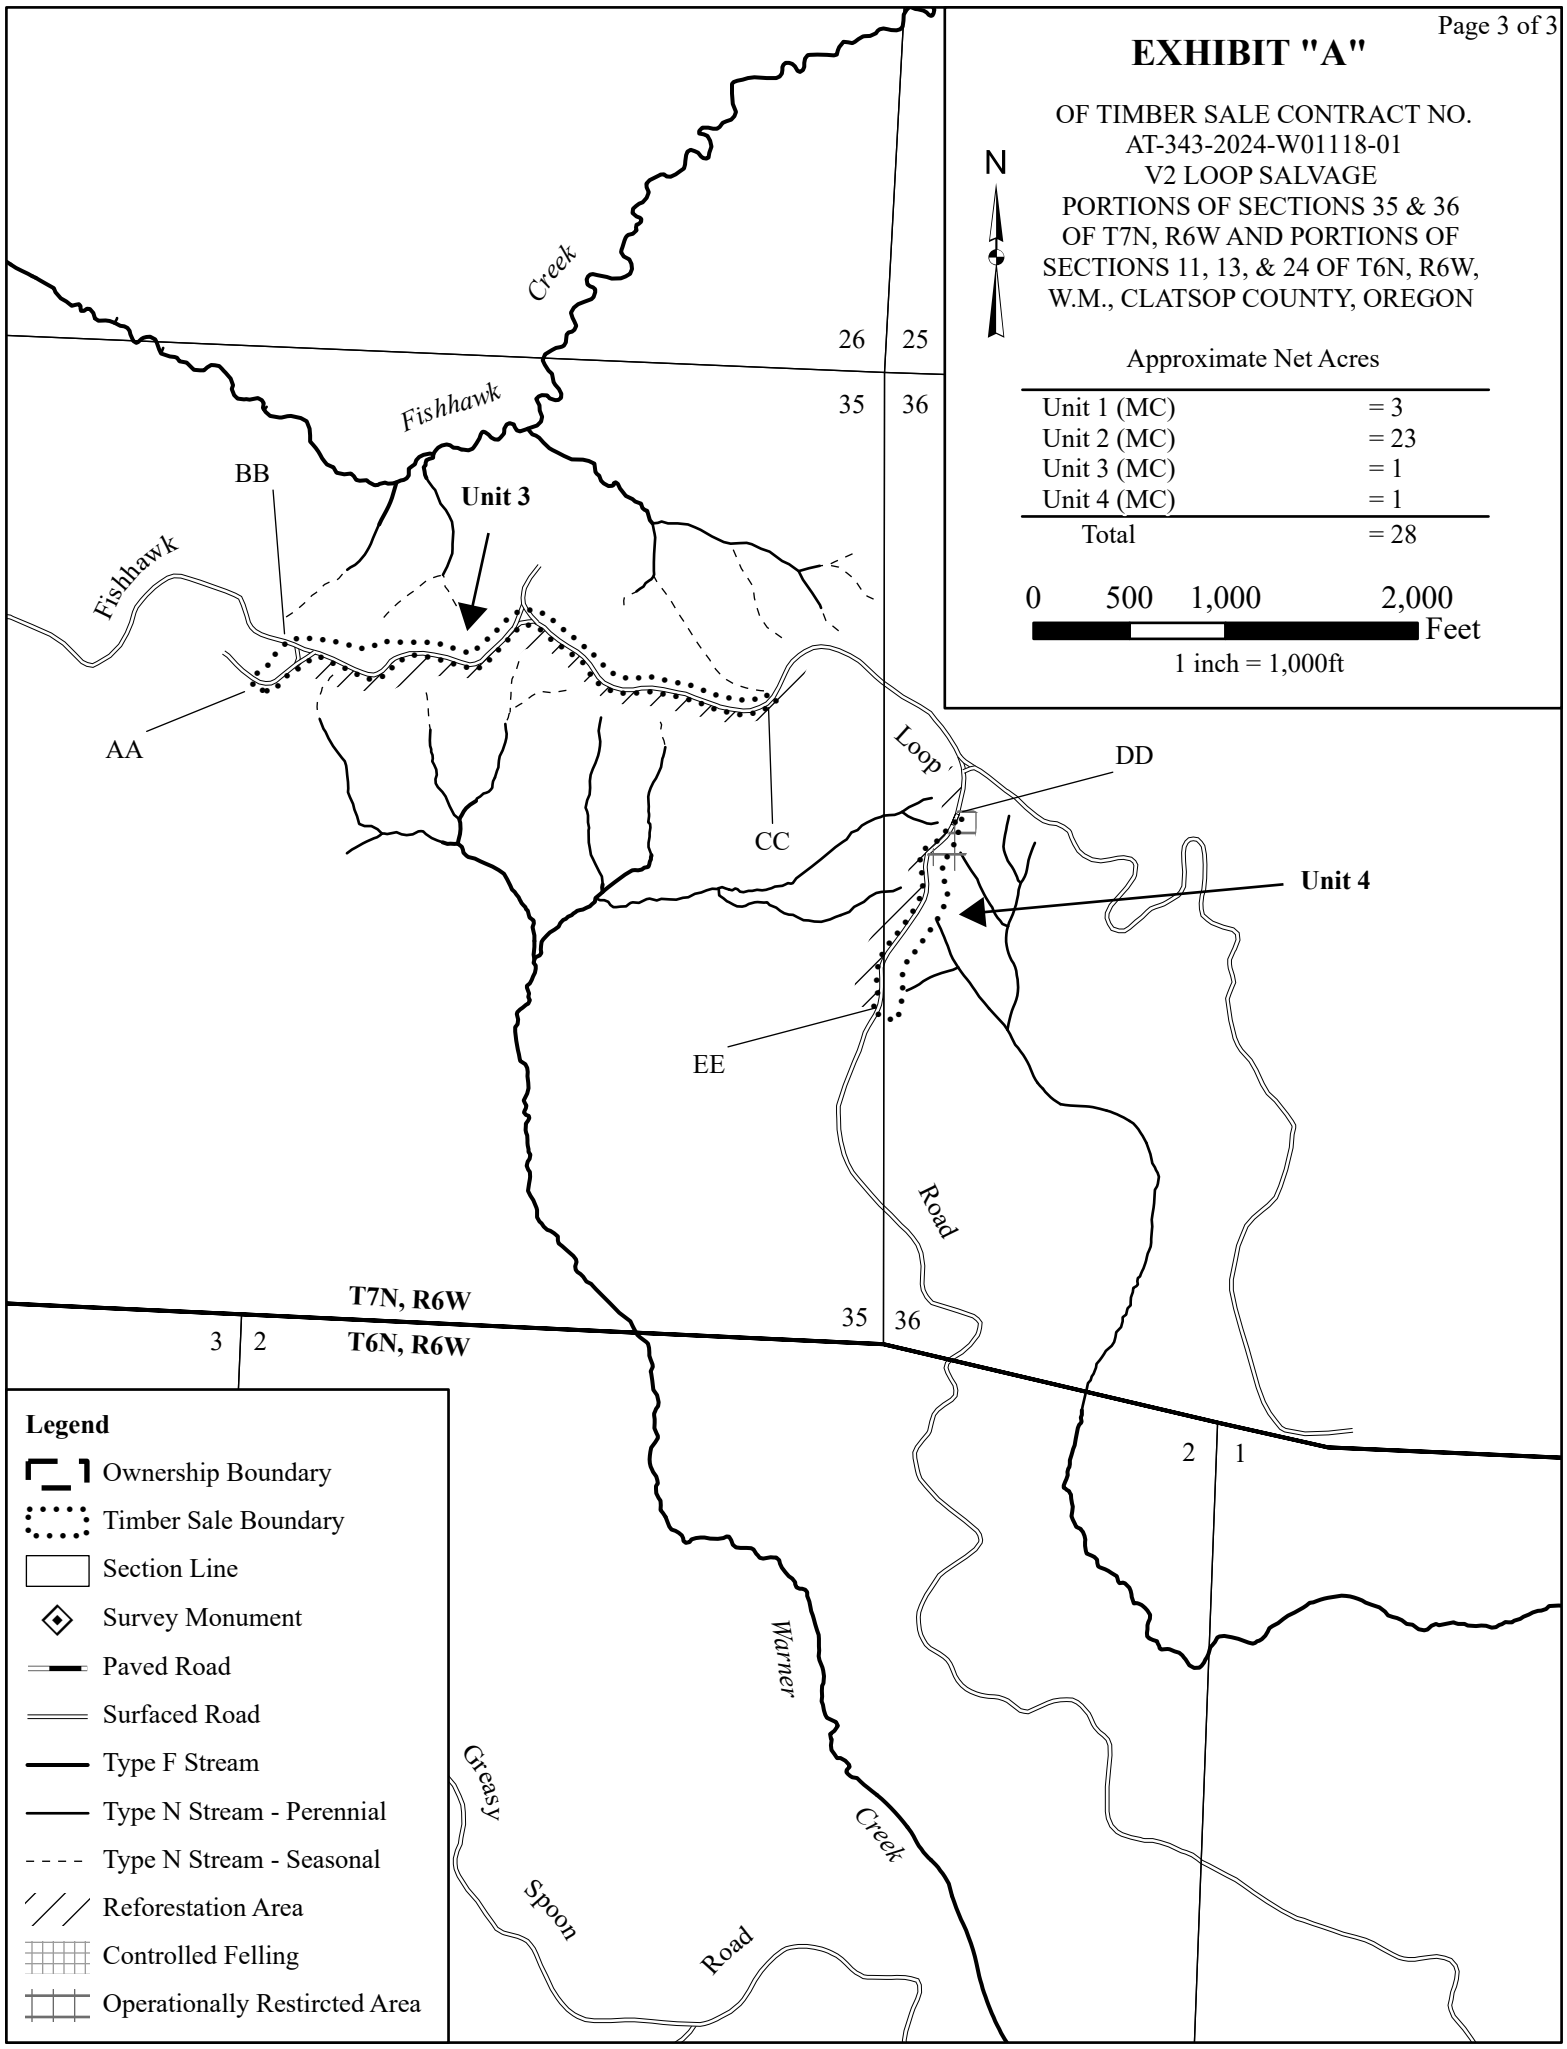 Page 3 of 3
EXHIBIT "A"
OF TIMBER SALE CONTRACT NO.
AT-343-2024-W01118-01
V2 LOOP SALVAGE
PORTIONS OF SECTIONS 35 & 36
OF T7N, R6W AND PORTIONS OF
SECTIONS 11, 13, & 24 OF T6N, R6W,
W.M., CLATSOP COUNTY, OREGON
N
Approximate Net Acres
Unit 1 (MC) = 3
Unit 2 (MC) = 23
Unit 3 (MC) = 1
Unit 4 (MC) = 1
Total = 28
0 500 1,000 2,000
Feet
1 inch = 1,000ft
Creek
26 25
35 36
Fishhawk
BB
Unit 3
Fishhawk
AA
Loop
DD
CC
Unit 4
EE
Road
T7N, R6W
35 36
3 2
T6N, R6W
2 1
Warner
Creek
Greasy
Spoon
Road
Legend
Ownership Boundary
Timber Sale Boundary
Section Line
Survey Monument
Paved Road
Surfaced Road
Type F Stream
Type N Stream - Perennial
Type N Stream - Seasonal
Reforestation Area
Controlled Felling
Operationally Restircted Area